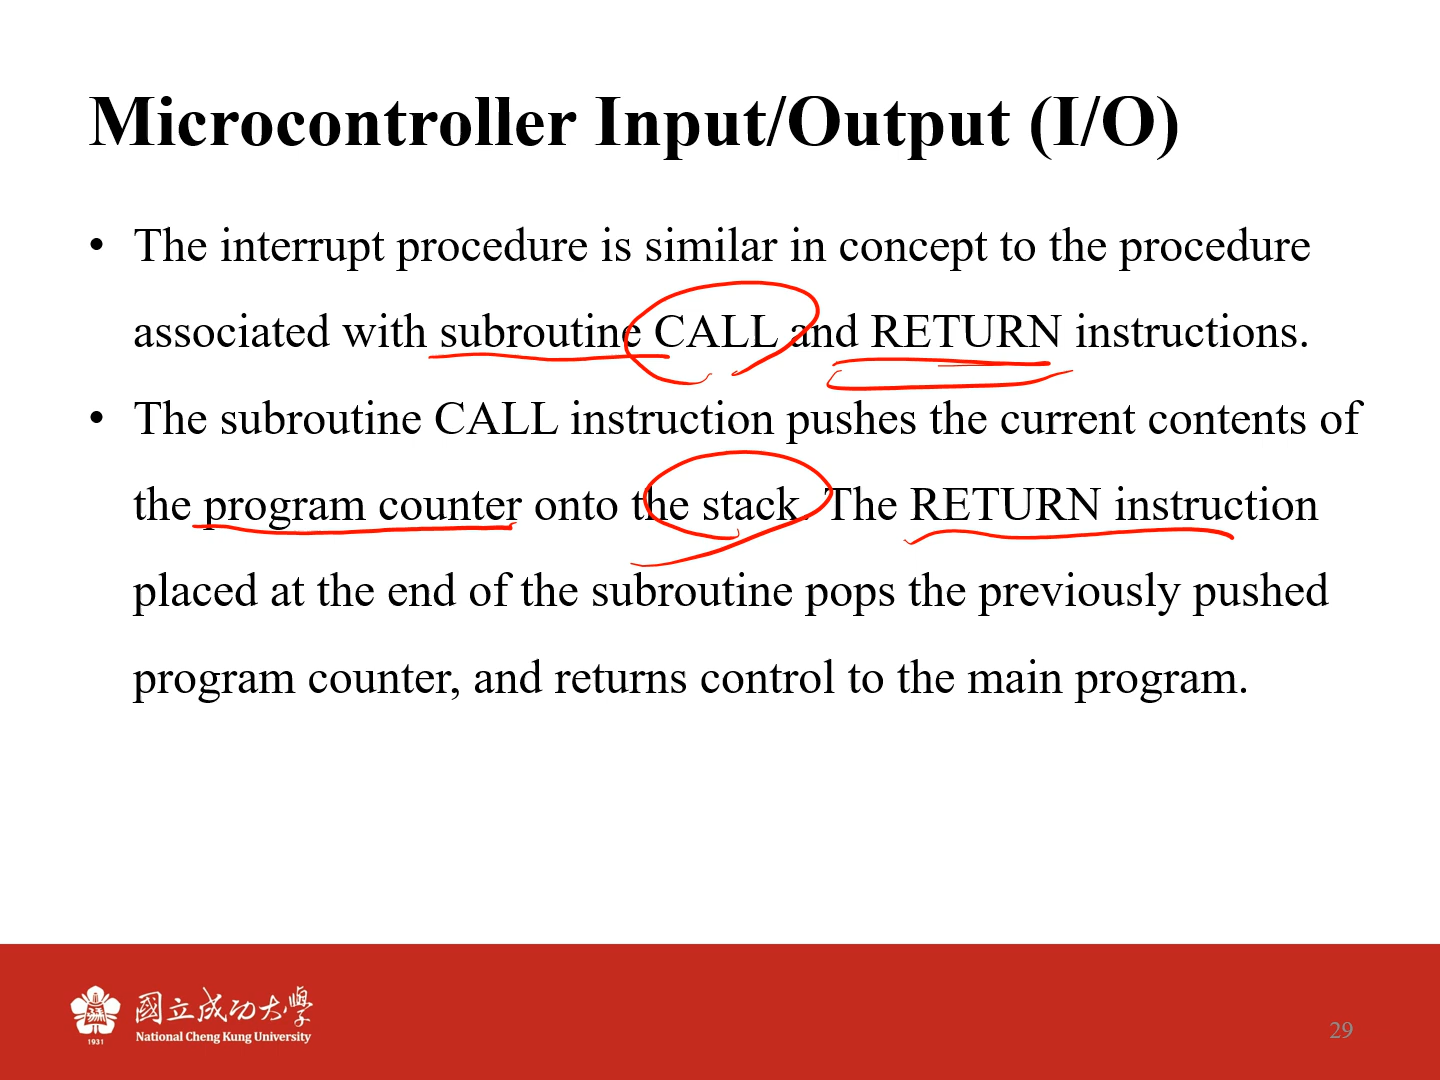 Microcontroller Input/Output (I/O)
• The interrupt procedure is similar in concept to the procedure
associated with subroutine CALL and RETURN instructions.
• The subroutine CALL instruction pushes the current contents of
the program counter onto the stack. The RETURN instruction
placed at the end of the subroutine pops the previously pushed
program counter, and returns control to the main program.
國立成功大學
National Cheng Kung University
1931
29